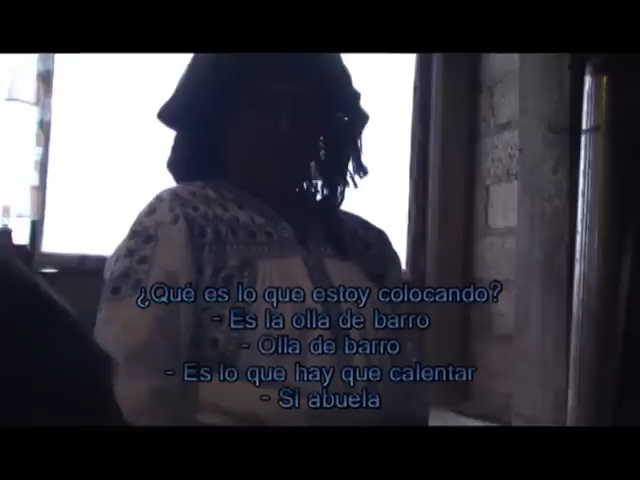 ¿Qué es lo que estoy colocando?
- Es la olla de barro
- Olla de barro
- Es lo que hay que calentar
- Si abuela